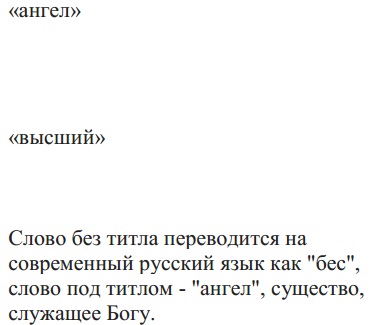 «ангел»
«высший»
Слово без титла переводится на
современный русский язык как "бес",
слово под титлом - "ангел", существо,
служащее Богу.